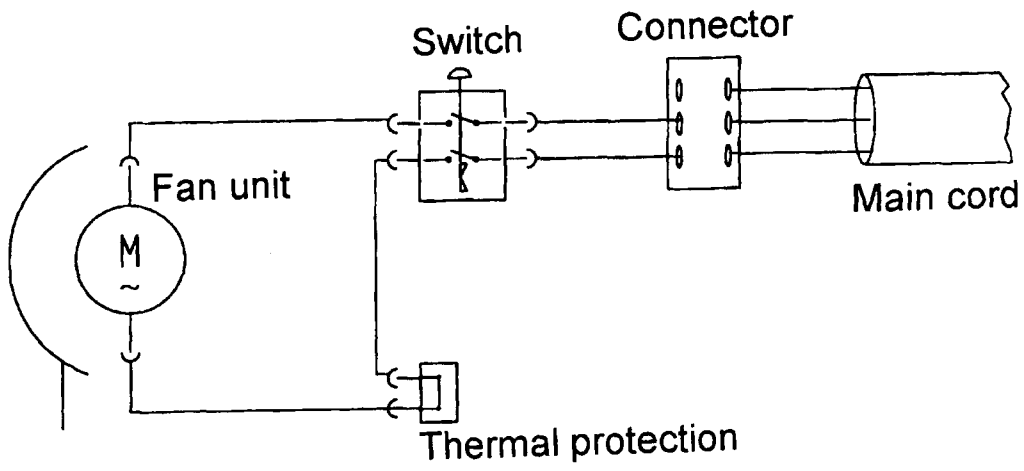 Switch
Connector
Fan unit
M
~
Main cord
Thermal protection